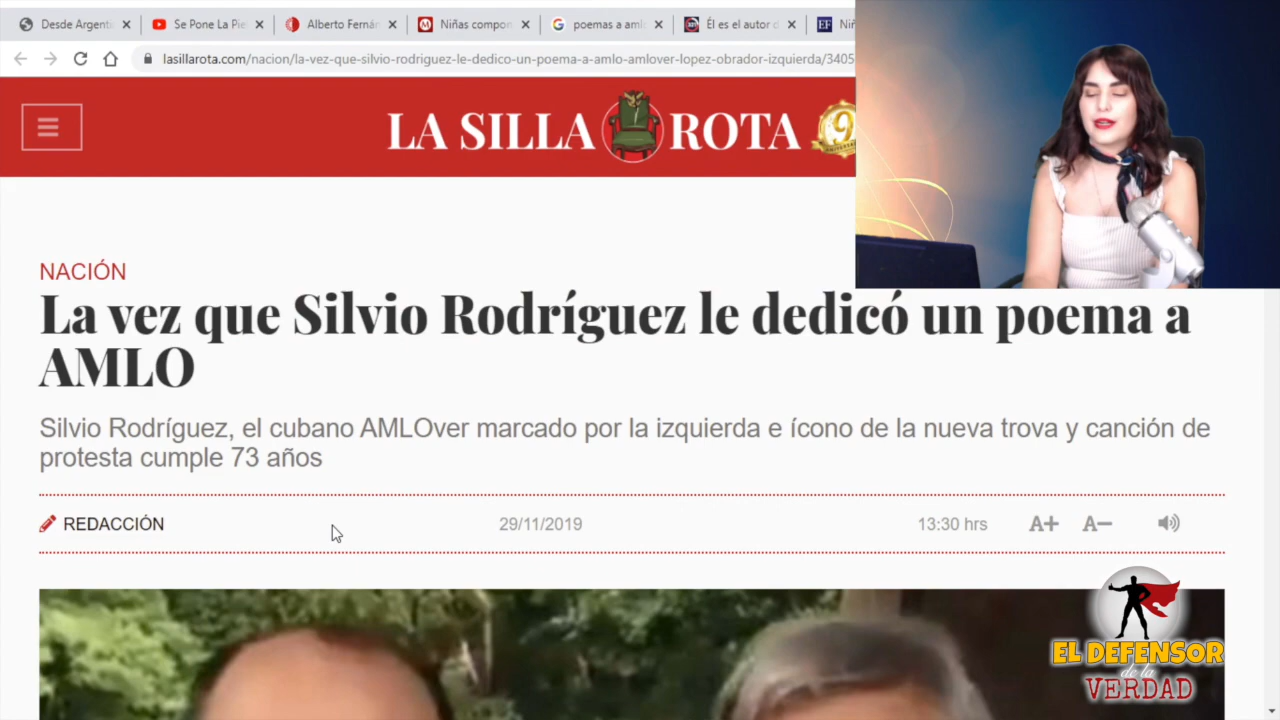 Desde Argent
Se Pone La Pie
Alberto Fernán
Niñas compon
poemas a aml
Él es el autor d
Niñ
lasillarota.com/nacion/la-vez-que-silvio-rodriguez-le-dedico-un-poema-a-amlo-amlover-lopez-obrador-izquierda/3405
LA SILLA ROTA
9
NACIÓN
La vez que Silvio Rodríguez le dedicó un poema a
AMLO
Silvio Rodríguez, el cubano AMLOver marcado por la izquierda e ícono de la nueva trova y canción de
protesta cumple 73 años
REDACCIÓN
29/11/2019
13:30 hrs
A+
A−
EL DEFENSOR
de la
VERDAD